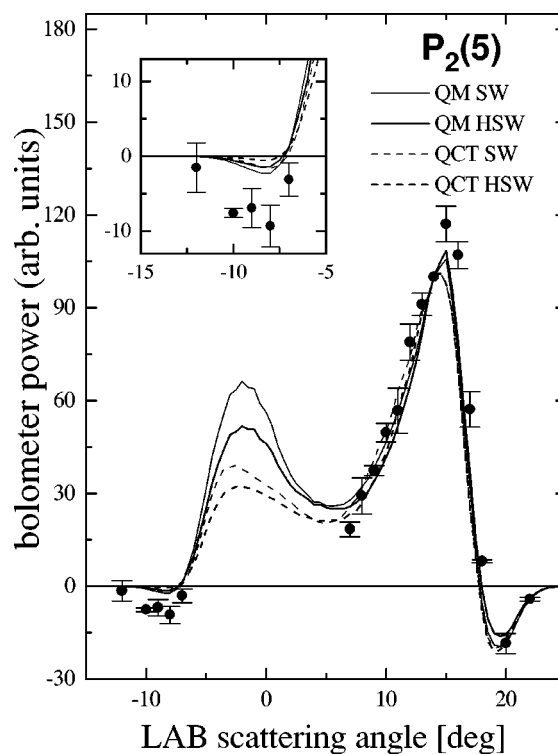 P2(5)
QM SW
QM HSW
QCT SW
QCT HSW
10
0
-10
-15
-10
-5
180
150
120
90
60
30
0
-30
bolometer power (arb. units)
-10
0
10
20
LAB scattering angle [deg]